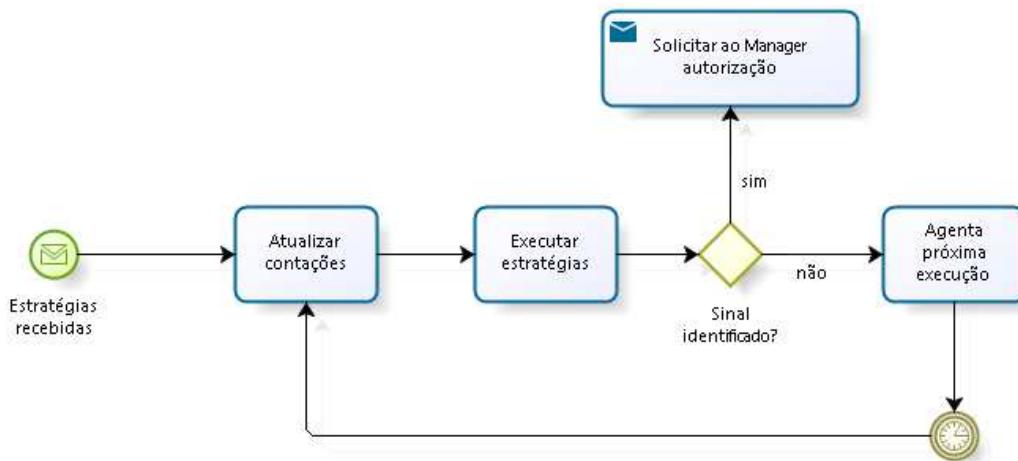 Solicitar ao Manager
autorização
sim
Atualizar
contações
Executar
estratégias
Agenta
próxima
execução
não
Estratégias
recebidas
Sinal
identificado?